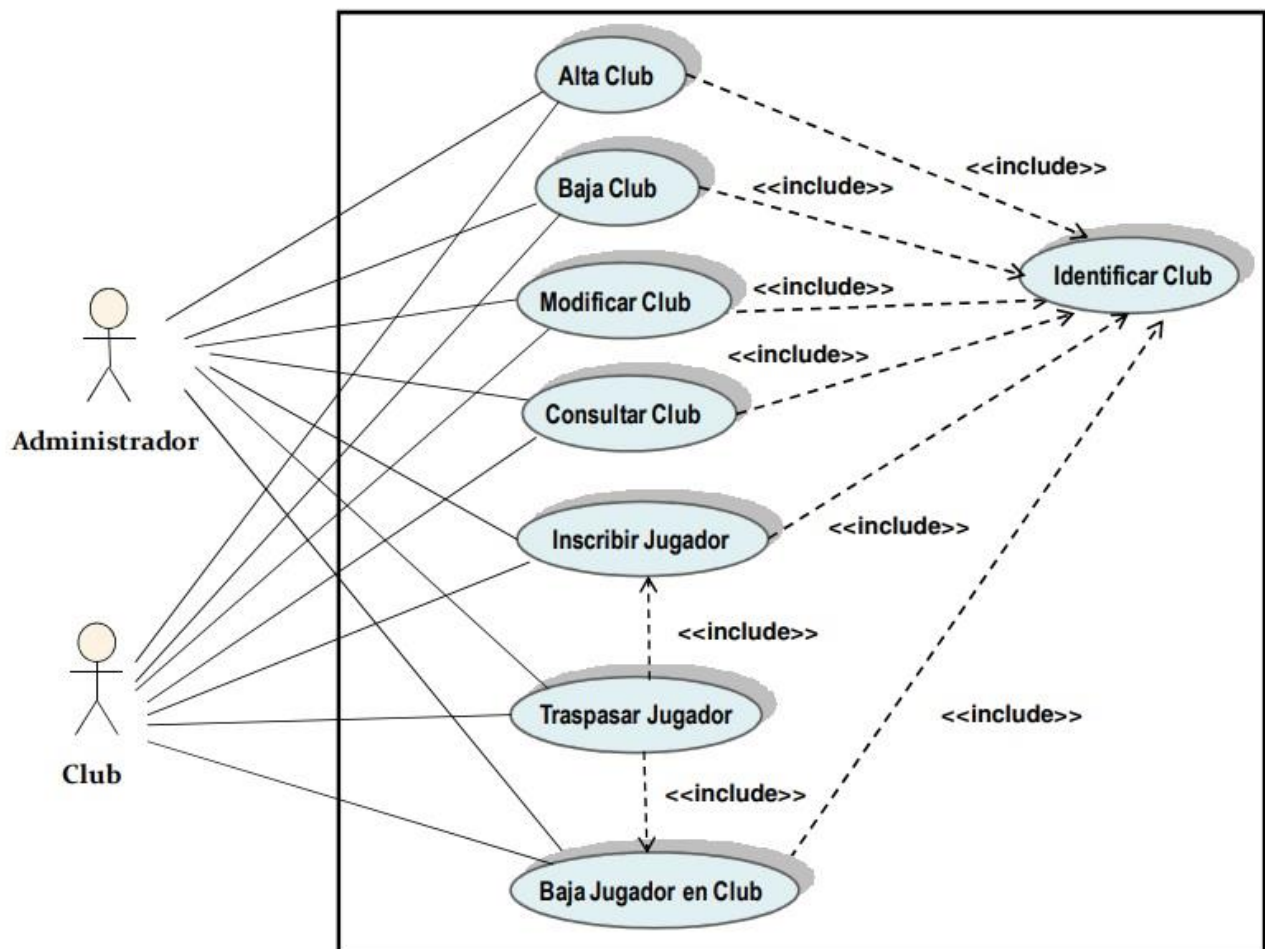 Alta Club
<<include>>
Baja Club
<<include>>
Identificar Club
Modificar Club
<<include>>
<<include>>
Consultar Club
Administrador
Inscribir Jugador
<<include>>
<<include>>
Traspasar Jugador
<<include>>
Club
<<include>>
Baja Jugador en Club